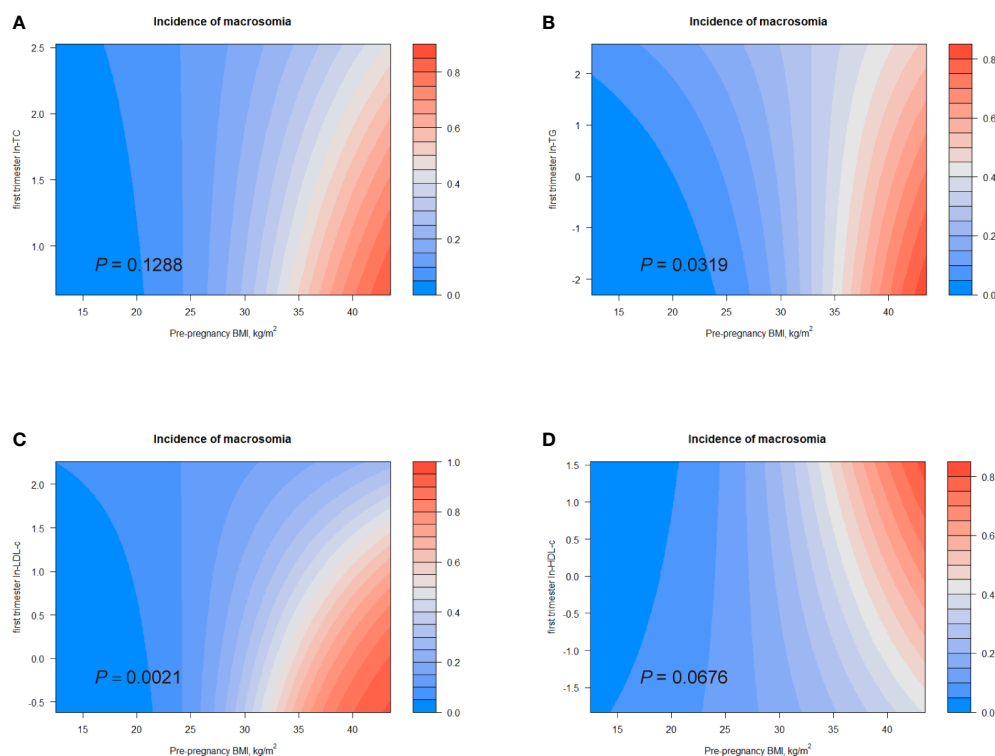 A
Incidence of macrosomia
2.5
2.0
1.5
1.0
first trimester ln-TC
P = 0.1288
15 20 25 30 35 40
Pre-pregnancy BMI, kg/m²
0.8
0.6
0.4
0.2
0.0
B
Incidence of macrosomia
2
1
0
-1
-2
first trimester ln-TG
P = 0.0319
15 20 25 30 35 40
Pre-pregnancy BMI, kg/m²
0.8
0.6
0.4
0.2
0.0
C
Incidence of macrosomia
2.0
1.5
1.0
0.5
0.0
-0.5
first trimester ln-LDL-c
P = 0.0021
15 20 25 30 35 40
Pre-pregnancy BMI, kg/m²
1.0
0.8
0.6
0.4
0.2
0.0
D
Incidence of macrosomia
1.5
1.0
0.5
0.0
-0.5
-1.0
-1.5
first trimester ln-HDL-c
P = 0.0676
15 20 25 30 35 40
Pre-pregnancy BMI, kg/m²
0.8
0.6
0.4
0.2
0.0